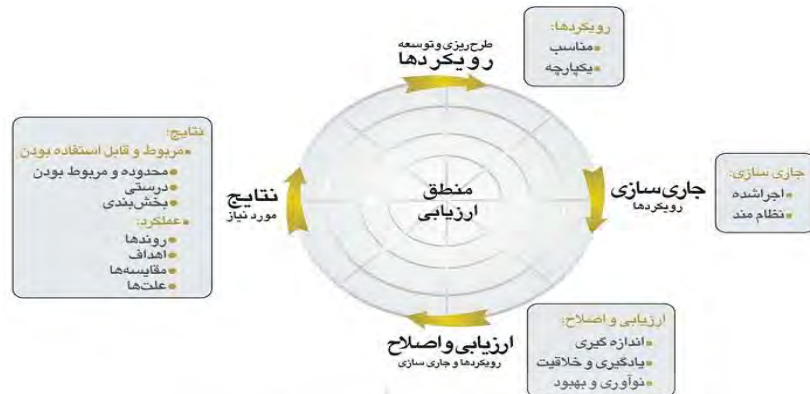 رویکردها:
مناسب
یکپارچه
طرح‌ریزی و توسعه
رویکردها
نتایج:
مربوط و قابل استفاده بودن
محدوده و مربوط بودن
درستی
بخش‌بندی
عملکرد:
روندها
اهداف
مقایسه‌ها
علت‌ها
نتایج
مورد نیاز
منطق
ارزیابی
جاری سازی
رویکردها
جاری سازی:
اجرا شده
نظام مند
ارزیابی و اصلاح
رویکردها و جاری سازی
ارزیابی و اصلاح:
اندازه گیری
یادگیری و خلاقیت
نوآوری و بهبود